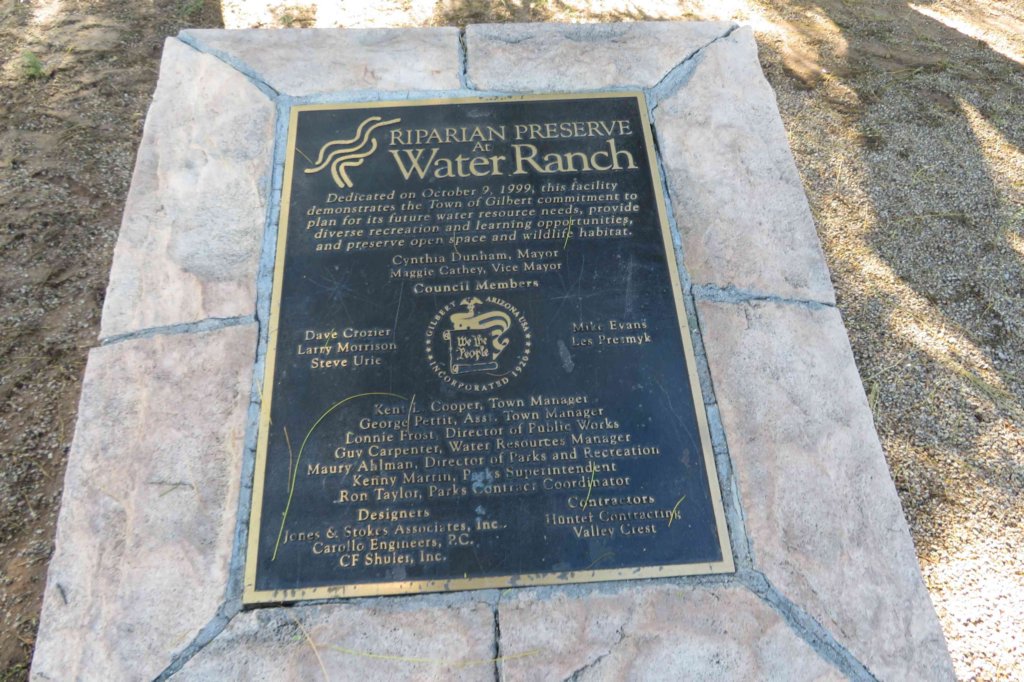 RIPARIAN PRESERVE
At
Water Ranch
Dedicated on October 9, 1999, this facility
demonstrates the Town of Gilbert commitment to
plan for its future water resource needs, provide
diverse recreation and learning opportunities,
and preserve open space and wildlife habitat.
Cynthia Dunham, Mayor
Maggie Cathey, Vice Mayor
Council Members
Dave Crozier
Larry Morrison
Steve Urie
GILBERT, ARIZONA USA
We the
People
INCORPORATED 1920
Mike Evans
Les Presmyk
Kent L. Cooper, Town Manager
George Pettit, Asst. Town Manager
Lonnie Frost, Director of Public Works
Guy Carpenter, Water Resources Manager
Maury Ahlman, Director of Parks and Recreation
Kenny Martin, Parks Superintendent
Ron Taylor, Parks Contract Coordinator
Designers
Jones & Stokes Associates, Inc.
Carollo Engineers, P.C.
CF Shuler, Inc.
Contractors
Hunter Contracting
Valley Crest